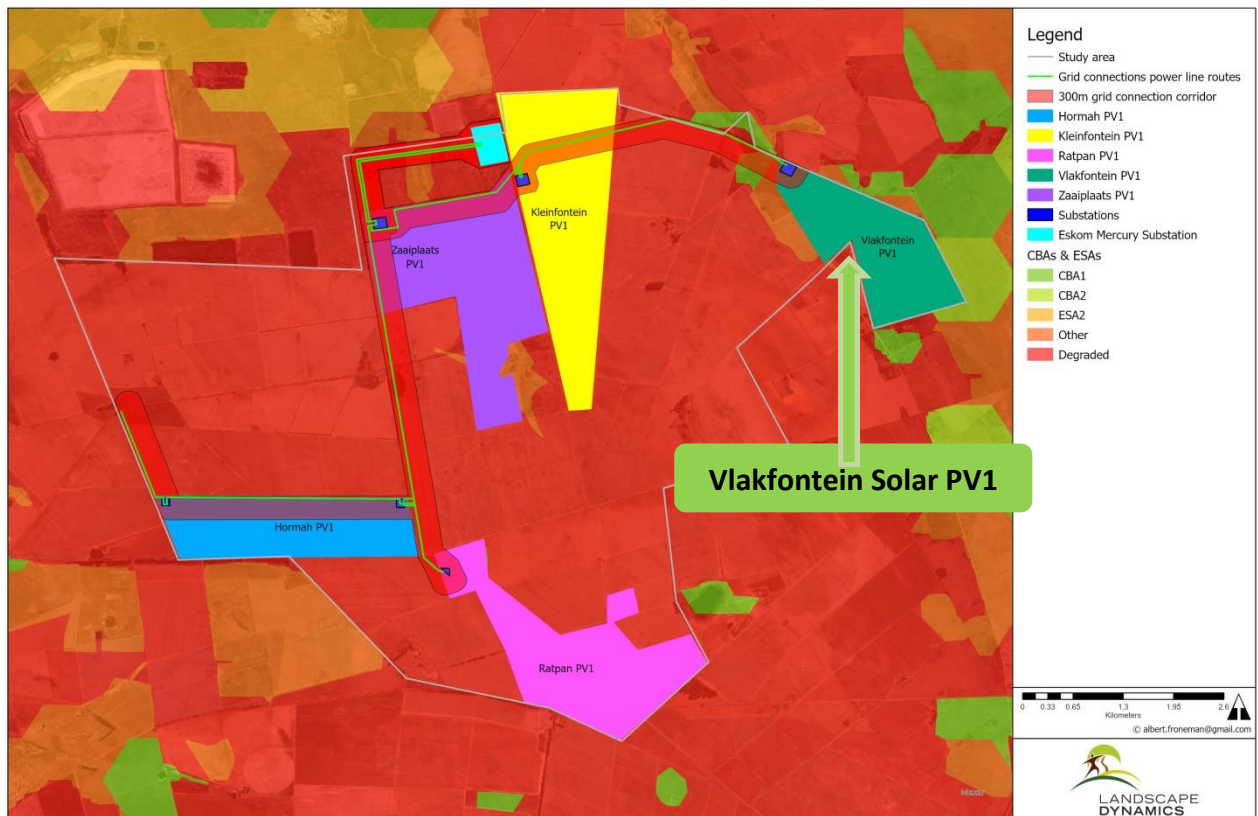 Kleinfontein
PV1
Zaaiplaats
PV1
Vlakfontein
PV1
Vlakfontein Solar PV1
Hormah PV1
Ratpan PV1
Legend
Study area
Grid connections power line routes
300m grid connection corridor
Hormah PV1
Kleinfontein PV1
Ratpan PV1
Vlakfontein PV1
Zaaiplaats PV1
Substations
Eskom Mercury Substation
CBAs & ESAs
CBA1
CBA2
ESA2
Other
Degraded
0 0.33 0.65 1.3 1.95 2.6
Kilometers
© albert.froneman@gmail.com
LANDSCAPE
DYNAMICS